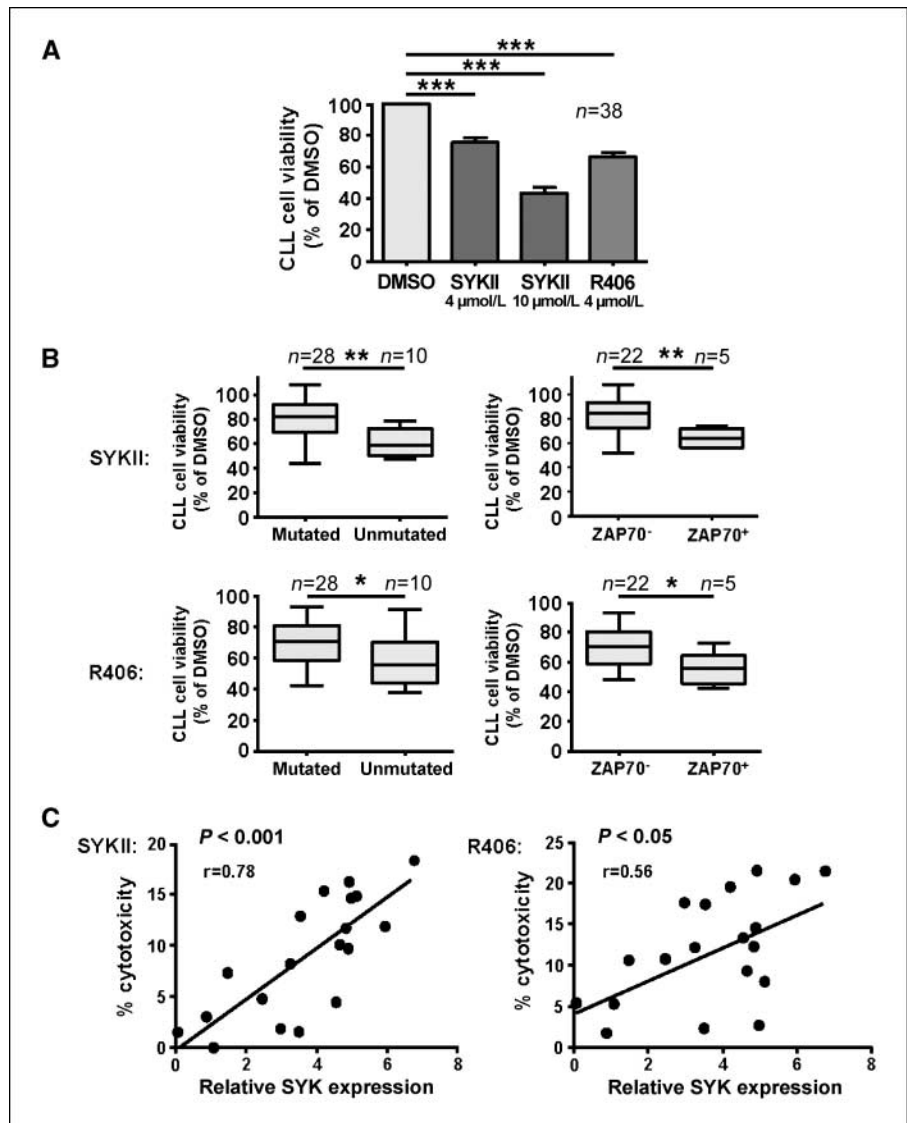 A
***
***
***
CLL cell viability
(% of DMSO)
100
80
60
40
20
0
n=38
DMSO
SYKII
4 µmol/L
SYKII
10 µmol/L
R406
4 µmol/L
B
SYKII:
n=28 ** n=10
CLL cell viability
(% of DMSO)
100
80
60
40
20
0
Mutated Unmutated
n=22 ** n=5
CLL cell viability
(% of DMSO)
100
80
60
40
20
0
ZAP70⁻ ZAP70⁺
R406:
n=28 * n=10
CLL cell viability
(% of DMSO)
100
80
60
40
20
0
Mutated Unmutated
n=22 * n=5
CLL cell viability
(% of DMSO)
100
80
60
40
20
0
ZAP70⁻ ZAP70⁺
C
SYKII:
P < 0.001
r=0.78
% cytotoxicity
20
15
10
5
0
0 2 4 6 8
Relative SYK expression
R406:
P < 0.05
r=0.56
% cytotoxicity
25
20
15
10
5
0
0 2 4 6 8
Relative SYK expression